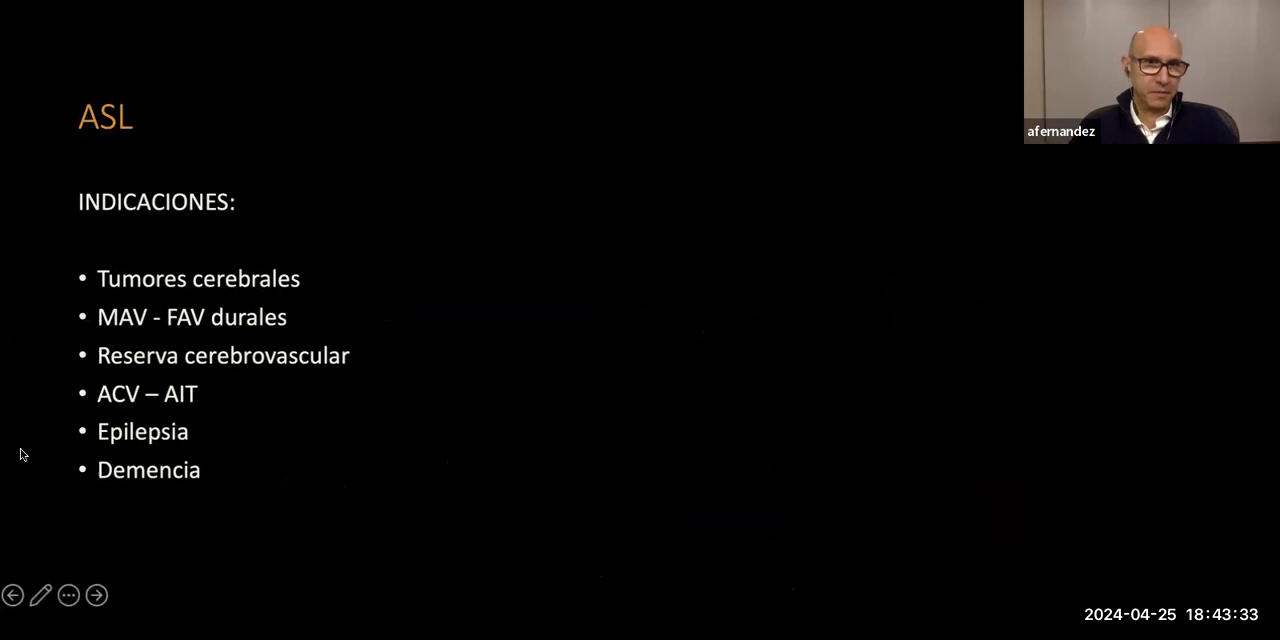 ASL
afernandez
INDICACIONES:
• Tumores cerebrales
• MAV - FAV durales
• Reserva cerebrovascular
• ACV – AIT
• Epilepsia
• Demencia
2024-04-25 18:43:33